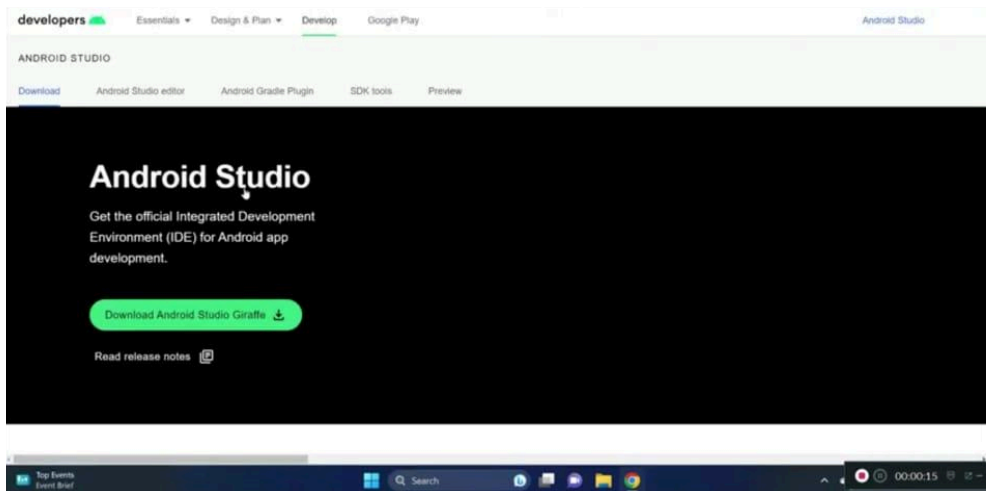 developers Essentials Design & Plan Develop Google Play Android Studio
ANDROID STUDIO
Download Android Studio editor Android Gradle Plugin SDK tools Preview
Android Studio
Get the official Integrated Development
Environment (IDE) for Android app
development.
Download Android Studio Giraffe
Read release notes
Top Events
Event Brief
Search
00:00:15